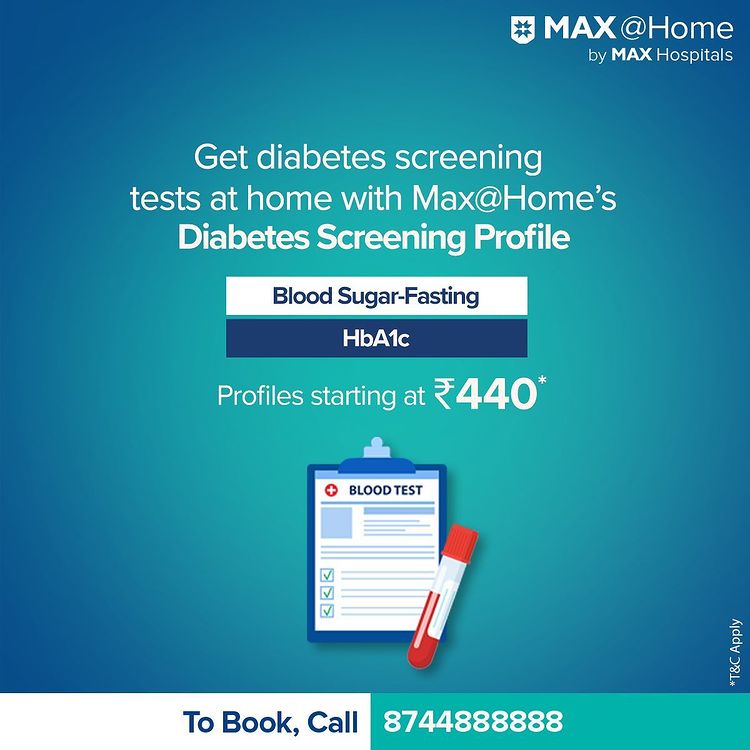 MAX @Home
by MAX Hospitals
Get diabetes screening
tests at home with Max@Home’s
Diabetes Screening Profile
Blood Sugar-Fasting
HbA1c
Profiles starting at ₹440*
BLOOD TEST
*T&C Apply
To Book, Call 8744888888